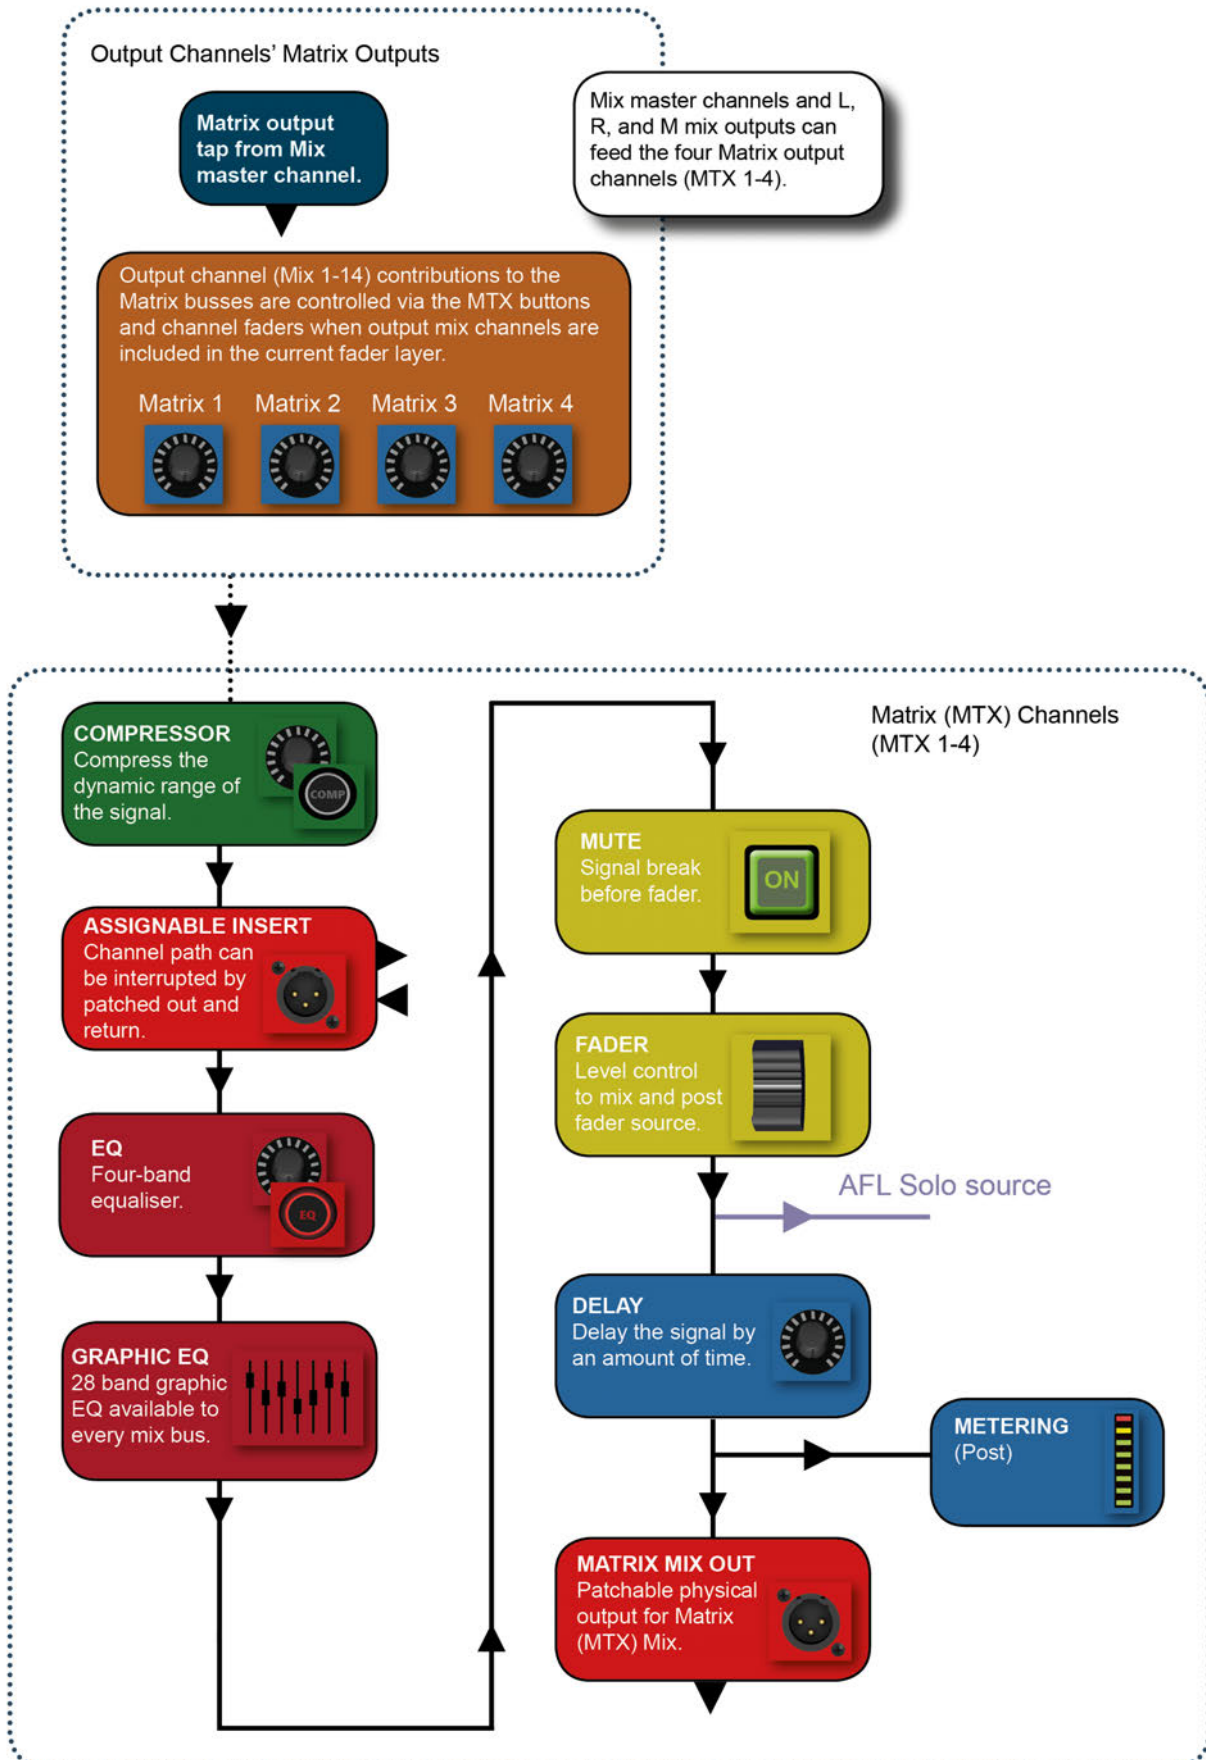 Output Channels' Matrix Outputs
Matrix output
tap from Mix
master channel.
Mix master channels and L,
R, and M mix outputs can
feed the four Matrix output
channels (MTX 1-4).
Output channel (Mix 1-14) contributions to the
Matrix busses are controlled via the MTX buttons
and channel faders when output mix channels are
included in the current fader layer.
Matrix 1 Matrix 2 Matrix 3 Matrix 4
Matrix (MTX) Channels
(MTX 1-4)
COMPRESSOR
Compress the
dynamic range of
the signal.
COMP
ASSIGNABLE INSERT
Channel path can
be interrupted by
patched out and
return.
EQ
Four-band
equaliser.
EQ
GRAPHIC EQ
28 band graphic
EQ available to
every mix bus.
MUTE
Signal break
before fader.
ON
FADER
Level control
to mix and post
fader source.
AFL Solo source
DELAY
Delay the signal by
an amount of time.
METERING
(Post)
MATRIX MIX OUT
Patchable physical
output for Matrix
(MTX) Mix.